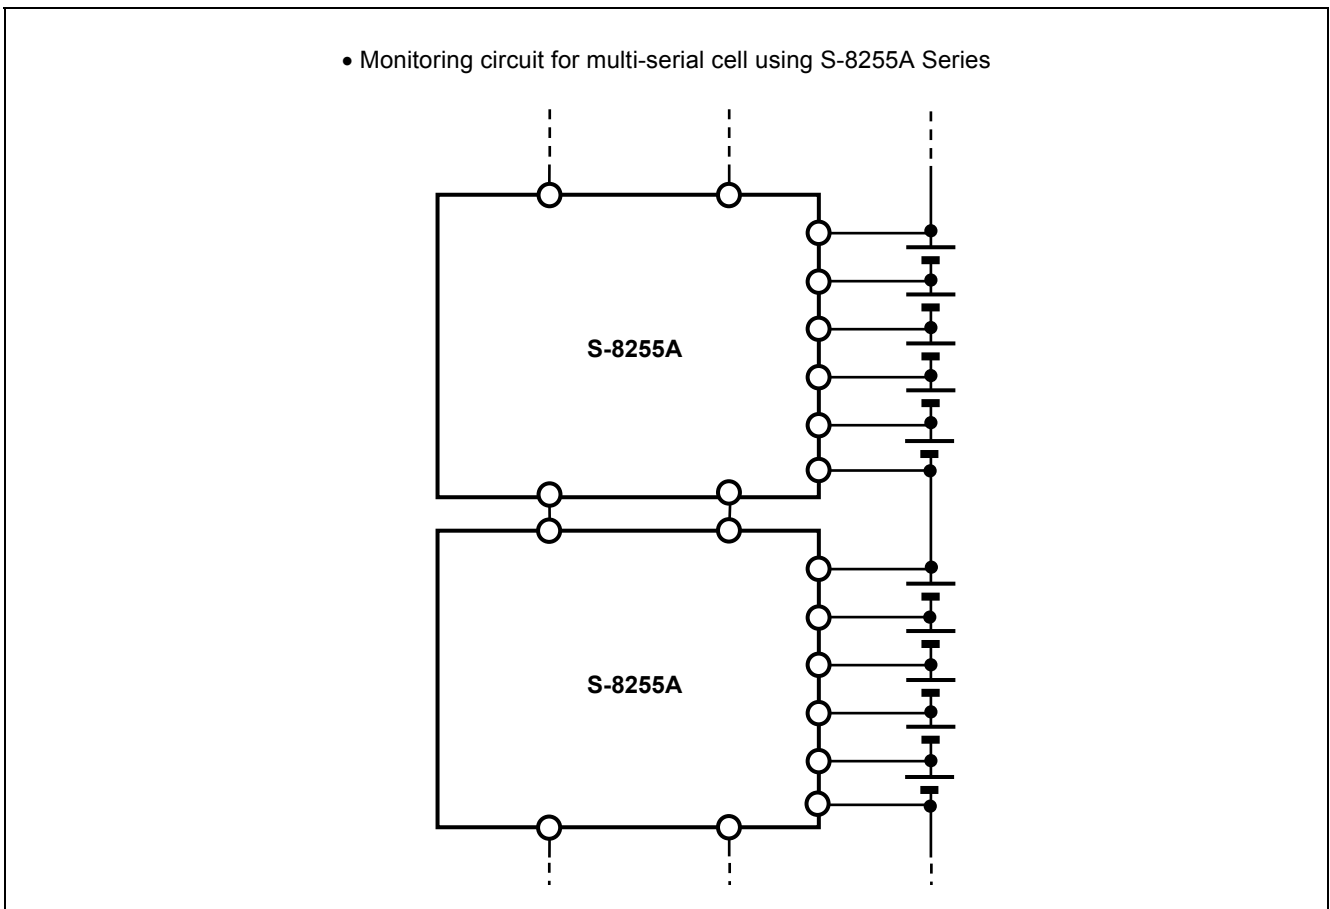 • Monitoring circuit for multi-serial cell using S-8255A Series
S-8255A
S-8255A